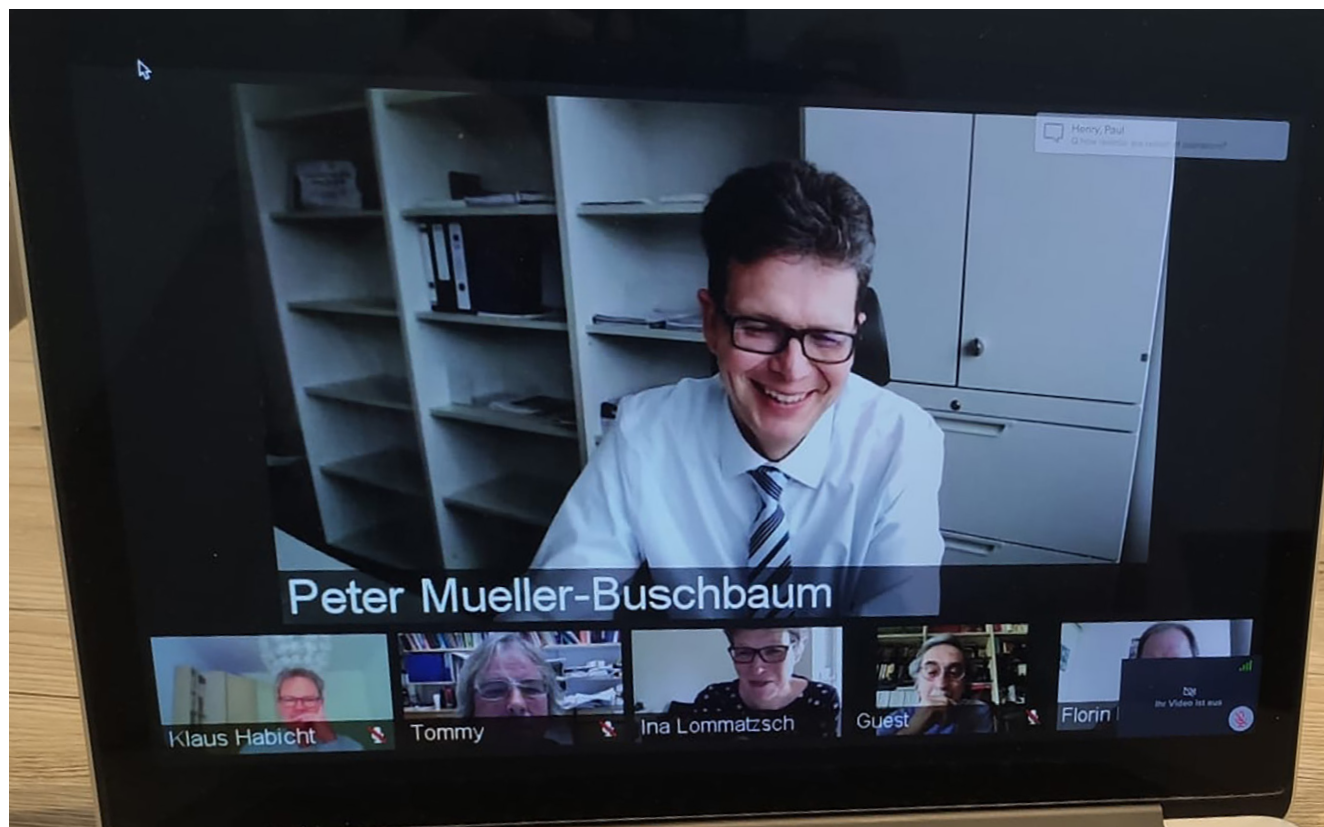 Henry, Paul
Peter Mueller-Buschbaum
Klaus Habicht
Tommy
Ina Lommatzsch
Guest
Florin
Ihr Video ist aus